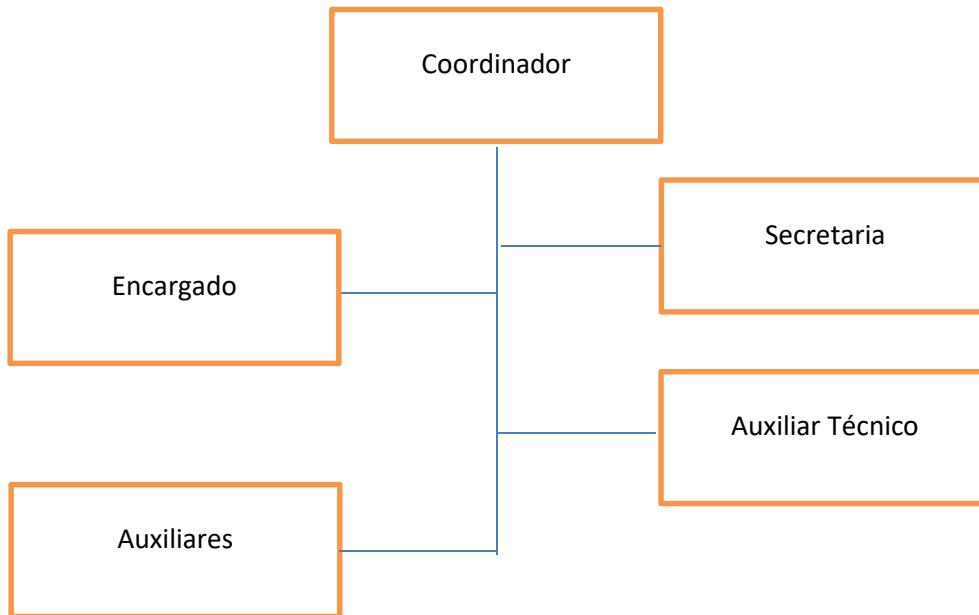 Coordinador
Secretaria
Encargado
Auxiliar Técnico
Auxiliares